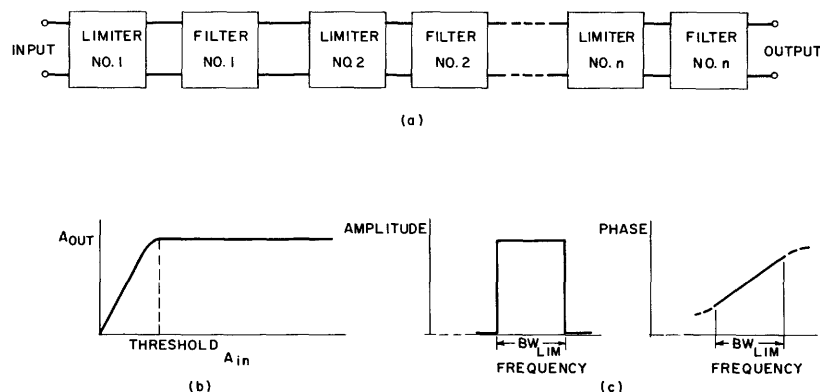 INPUT
LIMITER
NO. 1
FILTER
NO. 1
LIMITER
NO. 2
FILTER
NO. 2
LIMITER
NO. n
FILTER
NO. n
OUTPUT
(a)
AOUT
THRESHOLD
Ain
(b)
AMPLITUDE
BWLIM
FREQUENCY
PHASE
BWLIM
FREQUENCY
(c)